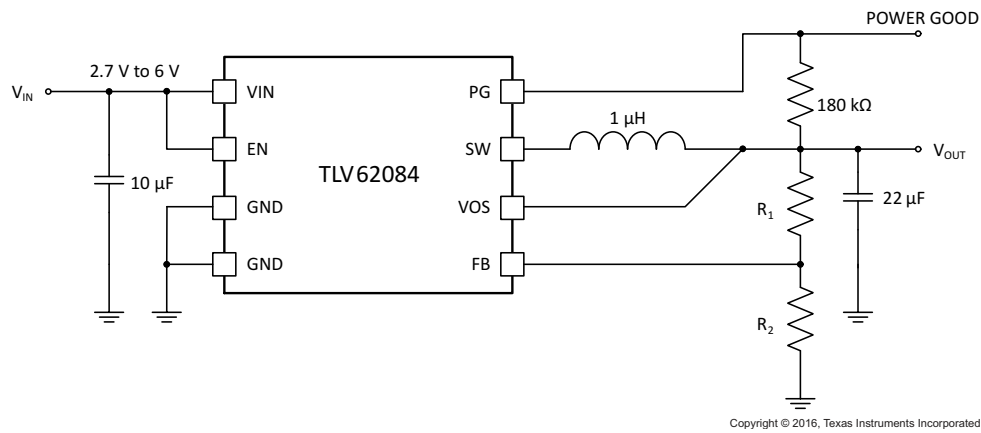 POWER GOOD
2.7 V to 6 V
V_IN
VIN
PG
180 kΩ
1 µH
EN
SW
V_OUT
TLV62084
10 µF
22 µF
GND
VOS
R_1
GND
FB
R_2
Copyright © 2016, Texas Instruments Incorporated